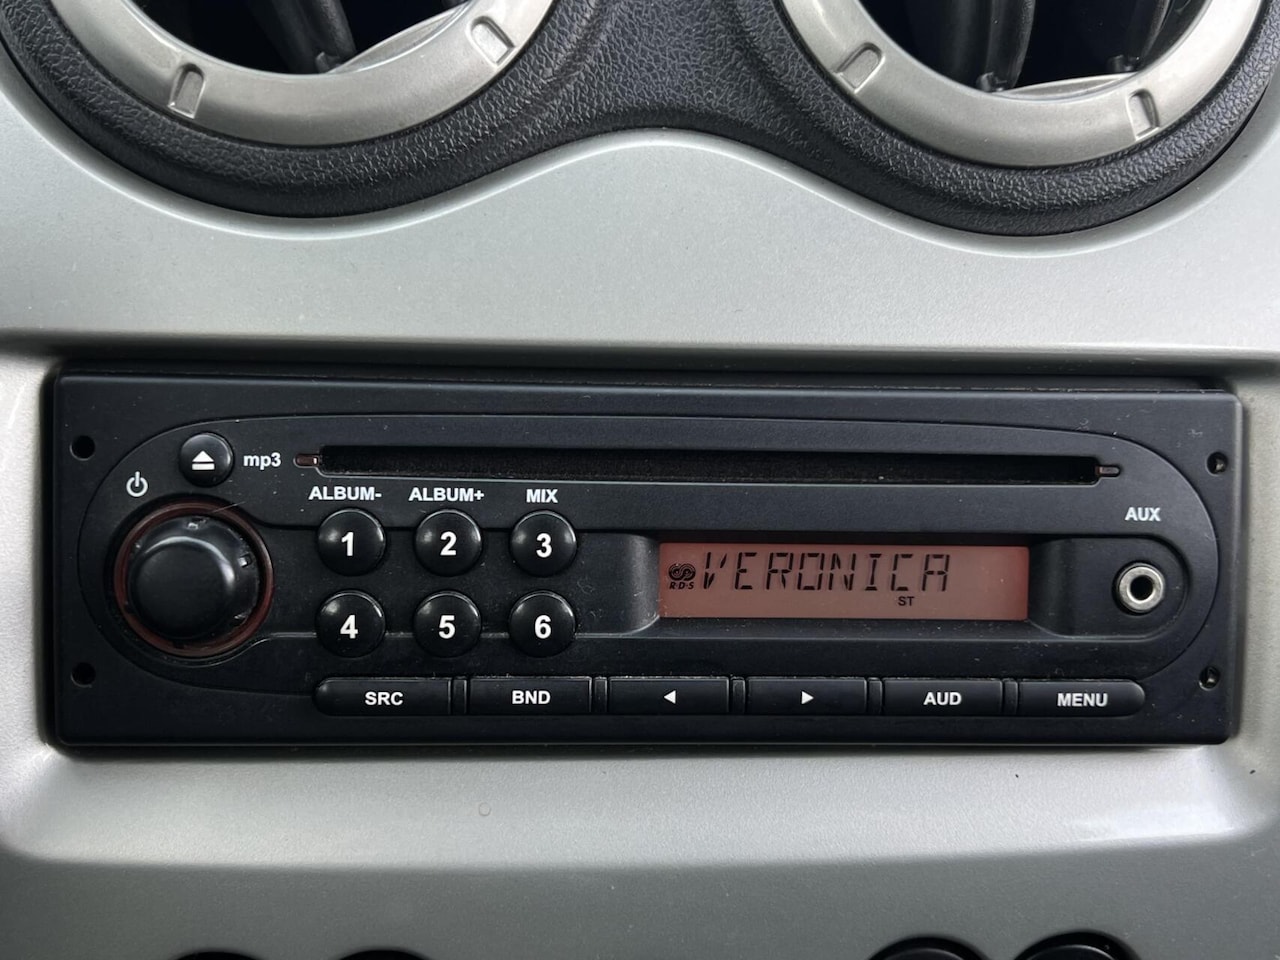 mp3
ALBUM- ALBUM+ MIX
AUX
1 2 3
VERONICA
RDS
ST
4 5 6
SRC BND AUD MENU